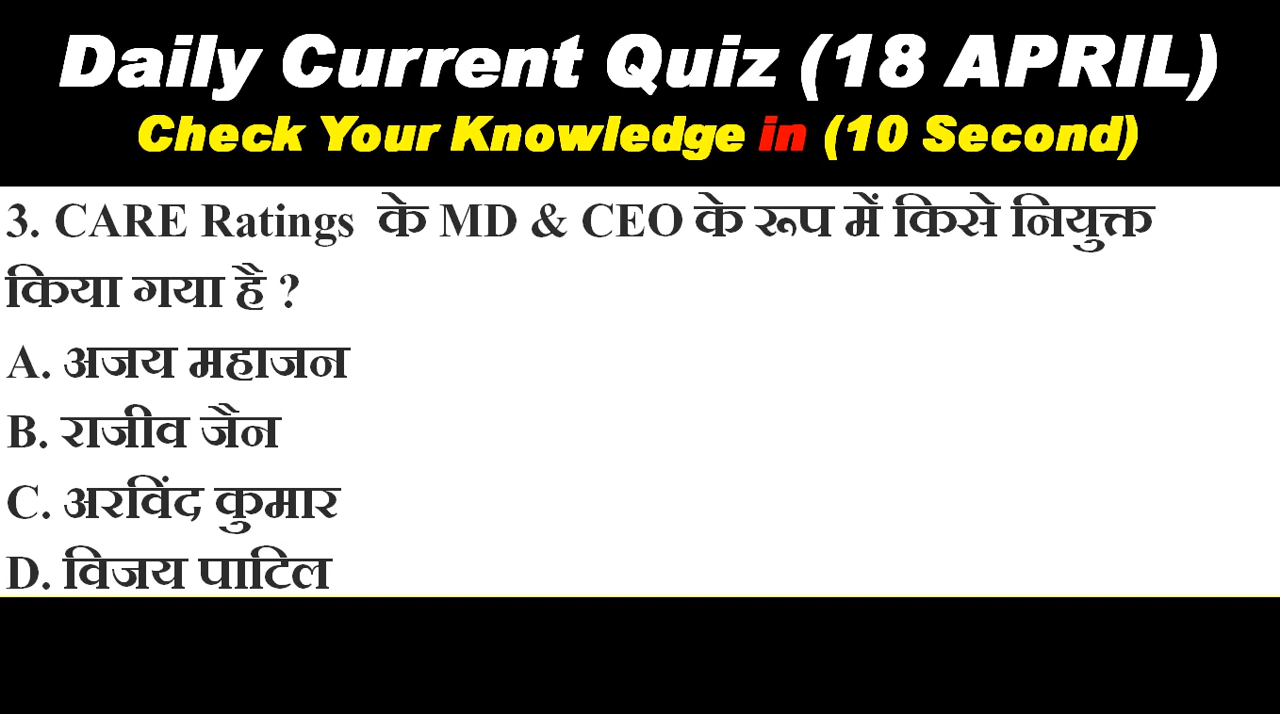 Daily Current Quiz (18 APRIL)
Check Your Knowledge in (10 Second)
3. CARE Ratings के MD & CEO के रूप में किसे नियुक्त
किया गया है ?
A. अजय महाजन
B. राजीव जैन
C. अरविंद कुमार
D. विजय पाटिल